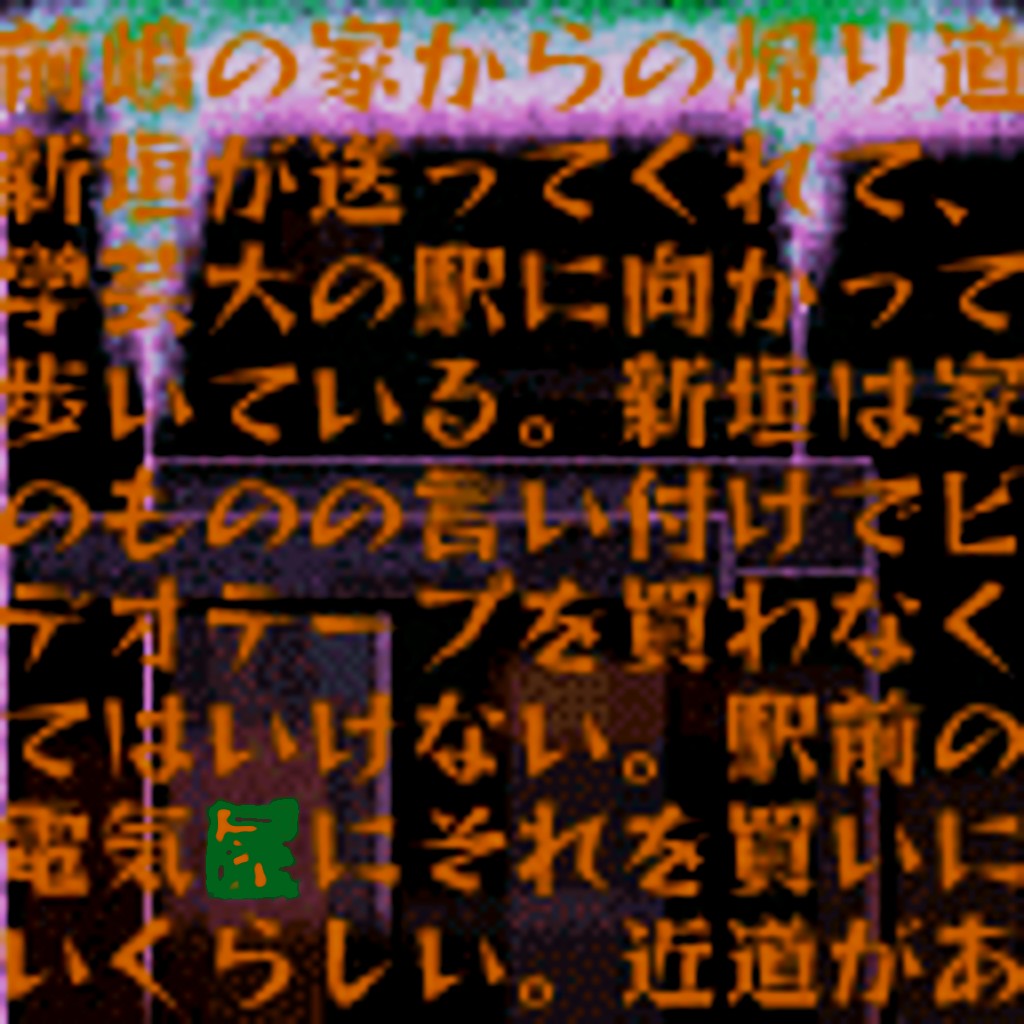 前嶋の家からの帰り道
新垣が送ってくれて、
學芸大の駅に向かって
歩いている。新垣は家
のものの言い付けでビ
デオテープを買わなく
てはいけない。駅前の
電気にそれを買いに
いくらしい。近道があ